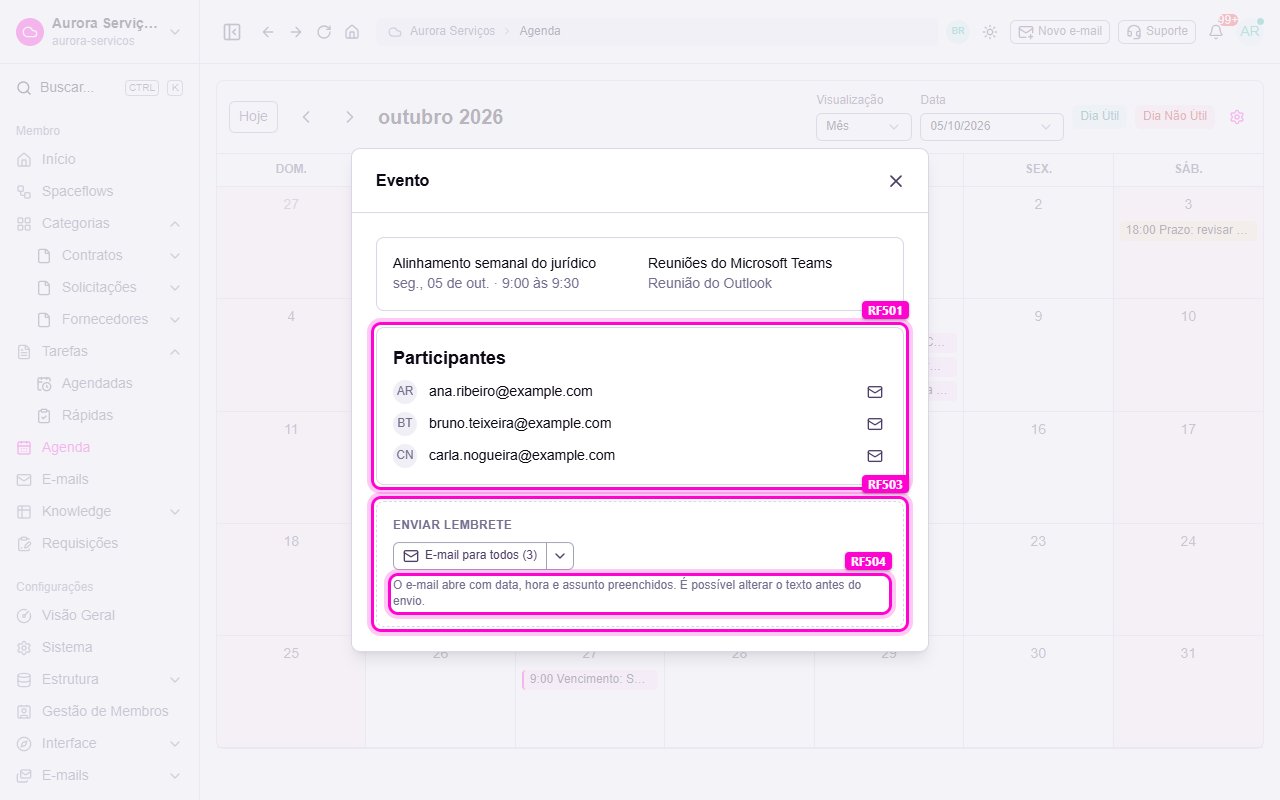 Aurora Serviç...
aurora-servicos
Aurora Serviços
Agenda
BR
Novo e-mail
Suporte
99+
AR
Buscar...
CTRL
K
Membro
Início
Spaceflows
Categorias
Contratos
Solicitações
Fornecedores
Tarefas
Agendadas
Rápidas
Agenda
E-mails
Knowledge
Requisições
Configurações
Visão Geral
Sistema
Estrutura
Gestão de Membros
Interface
E-mails
Hoje
outubro 2026
Visualização
Mês
Data
05/10/2026
Dia Útil
Dia Não Útil
DOM.
SEX.
SÁB.
27
2
3
18:00 Prazo: revisar ...
4
9
10
11
16
17
18
23
24
25
26
27
28
29
30
31
9:00 Vencimento: S...
Evento
Alinhamento semanal do jurídico
seg., 05 de out. · 9:00 às 9:30
Reuniões do Microsoft Teams
Reunião do Outlook
RF501
Participantes
AR
ana.ribeiro@example.com
BT
bruno.teixeira@example.com
CN
carla.nogueira@example.com
RF503
ENVIAR LEMBRETE
E-mail para todos (3)
RF504
O e-mail abre com data, hora e assunto preenchidos. É possível alterar o texto antes do
envio.